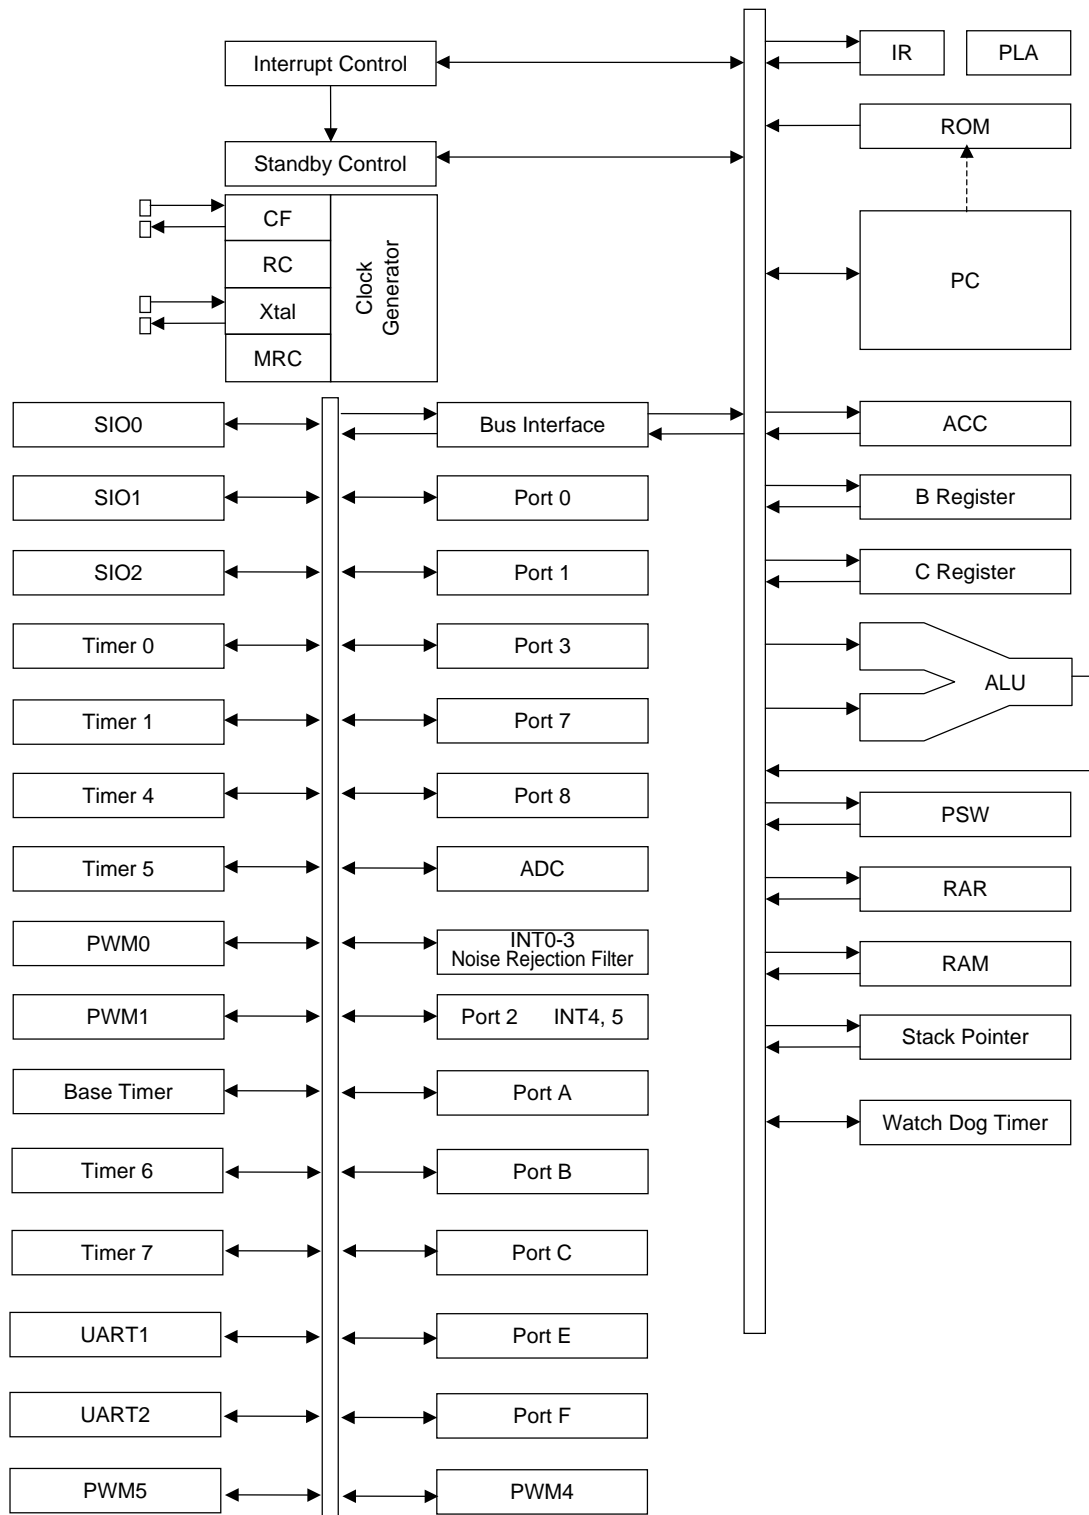 Interrupt Control
IR
PLA
ROM
Standby Control
CF
RC
Xtal
MRC
Clock
Generator
PC
SIO0
Bus Interface
ACC
SIO1
Port 0
B Register
SIO2
Port 1
C Register
Timer 0
Port 3
ALU
Timer 1
Port 7
Timer 4
Port 8
PSW
Timer 5
ADC
RAR
PWM0
INT0-3
Noise Rejection Filter
RAM
PWM1
Port 2 INT4, 5
Stack Pointer
Base Timer
Port A
Watch Dog Timer
Timer 6
Port B
Timer 7
Port C
UART1
Port E
UART2
Port F
PWM5
PWM4